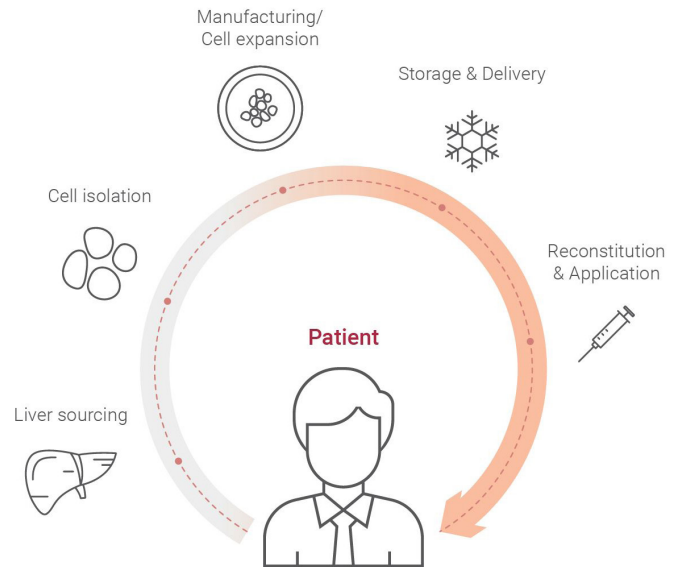 Manufacturing/
Cell expansion
Storage & Delivery
Cell isolation
Reconstitution
& Application
Patient
Liver sourcing